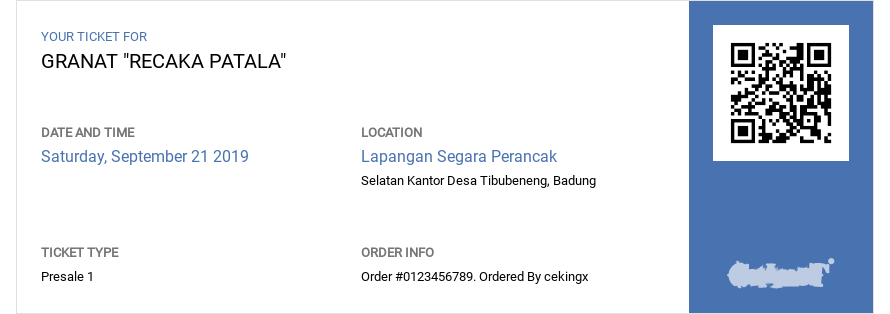 YOUR TICKET FOR
GRANAT "RECAKA PATALA"
DATE AND TIME
Saturday, September 21 2019
LOCATION
Lapangan Segara Perancak
Selatan Kantor Desa Tibubeneng, Badung
TICKET TYPE
Presale 1
ORDER INFO
Order #0123456789. Ordered By cekingx